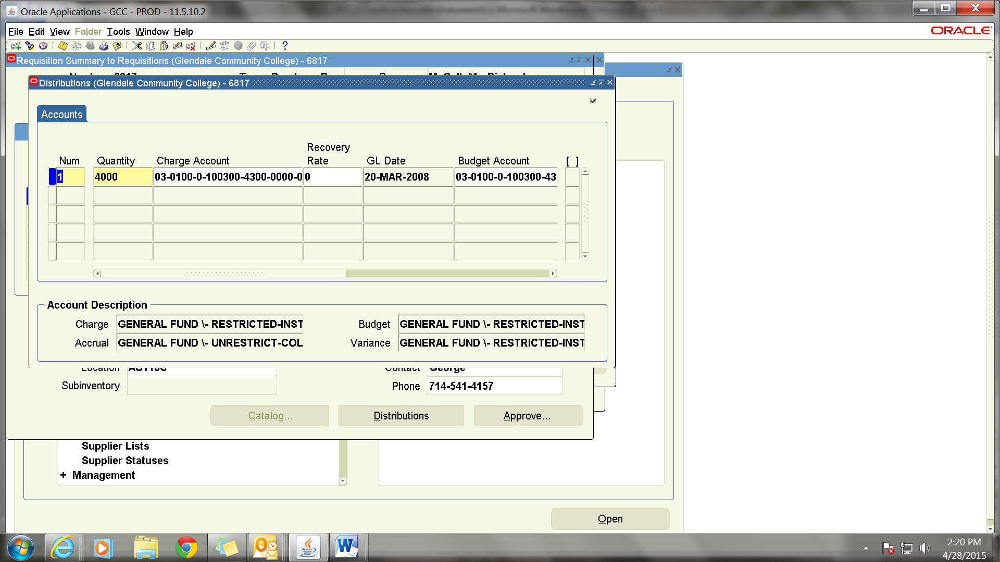 Oracle Applications - GCC - PROD - 11.5.10.2
File Edit View Folder Tools Window Help
ORACLE
Requisition Summary to Requisitions (Glendale Community College) - 6817
Distributions (Glendale Community College) - 6817
Accounts
Recovery
Num Quantity Charge Account Rate GL Date Budget Account [ ]
1 4000 03-0100-0-100300-4300-0000-0 0 20-MAR-2008 03-0100-0-100300-43
Account Description
Charge GENERAL FUND \- RESTRICTED-INST Budget GENERAL FUND \- RESTRICTED-INST
Accrual GENERAL FUND \- UNRESTRICT-COL Variance GENERAL FUND \- RESTRICTED-INST
Location Contact George
Subinventory Phone 714-541-4157
Catalog... Distributions Approve...
Supplier Lists
Supplier Statuses
+ Management
Open
2:20 PM
4/28/2015